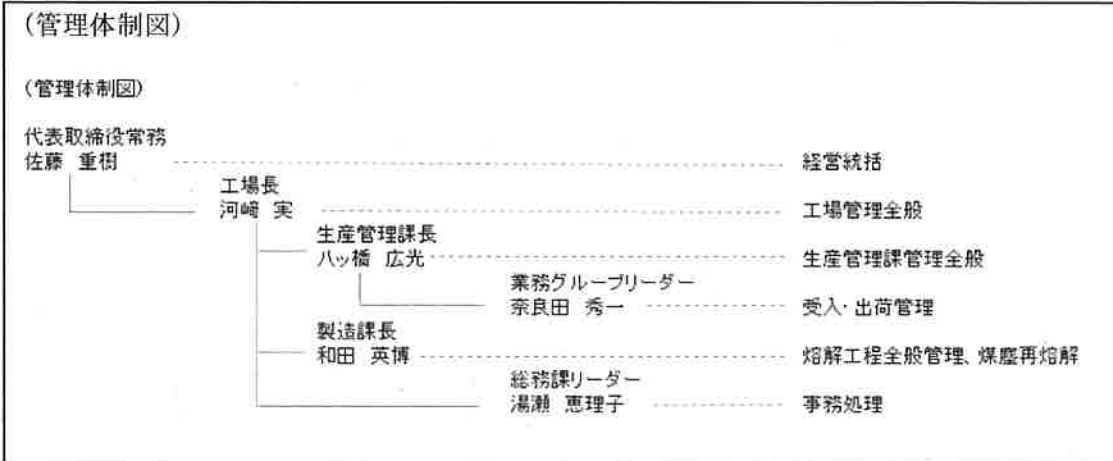 (管理体制図)
(管理体制図)
代表取締役常務
佐藤 重樹 経営統括
工場長
河﨑 実 工場管理全般
生産管理課長
八ッ橋 広光 生産管理課管理全般
業務グループリーダー
奈良田 秀一 受入・出荷管理
製造課長
和田 英博 熔解工程全般管理、煤塵再熔解
総務課リーダー
湯瀬 恵理子 事務処理